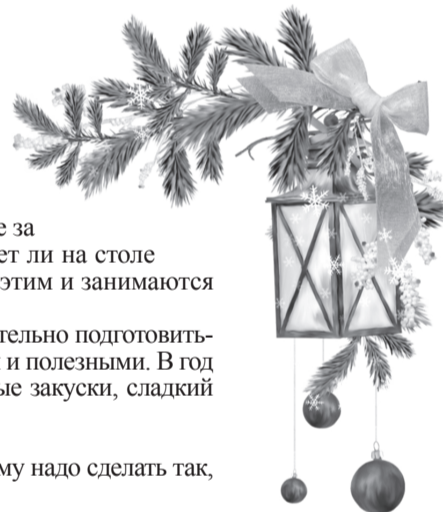 е за
ет ли на столе
этим и занимаются
тельно подготовить-
и полезными. В год
ые закуски, сладкий
му надо сделать так,